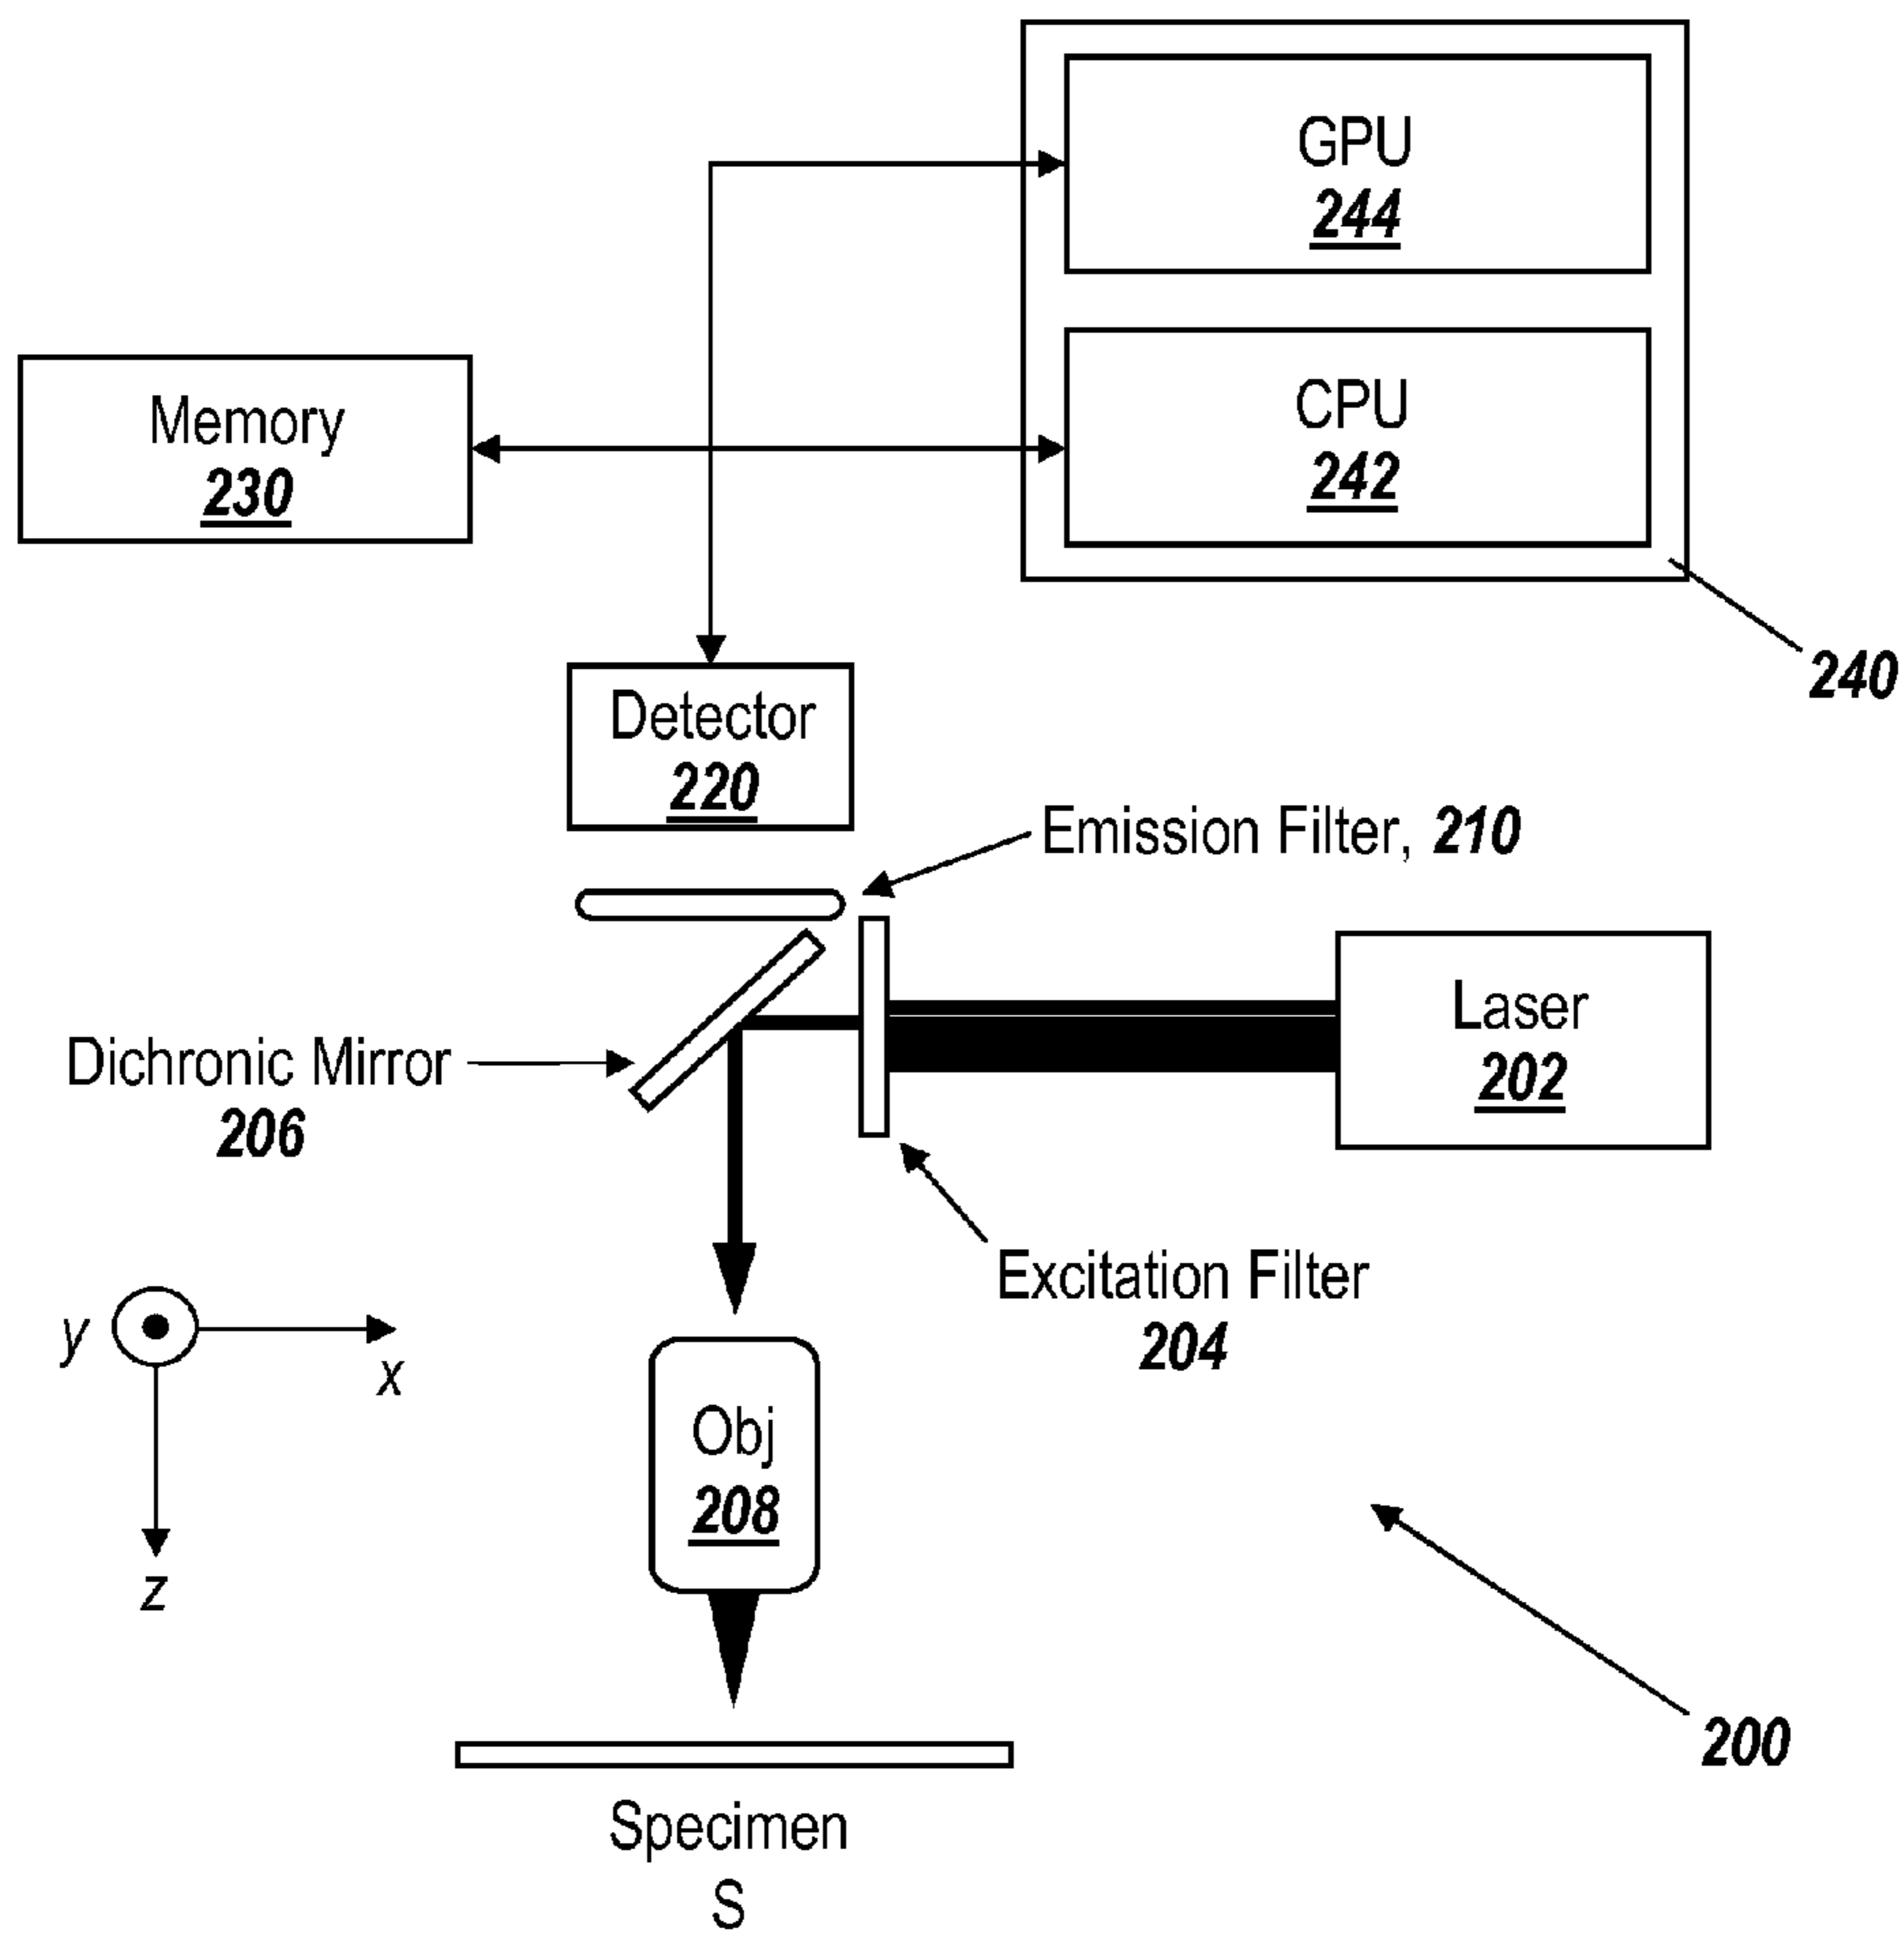 GPU
244
Memory
230
CPU
242
240
Detector
220
Emission Filter, 210
Laser
202
Dichronic Mirror
206
Excitation Filter
204
y
x
z
Obj
208
200
Specimen
S